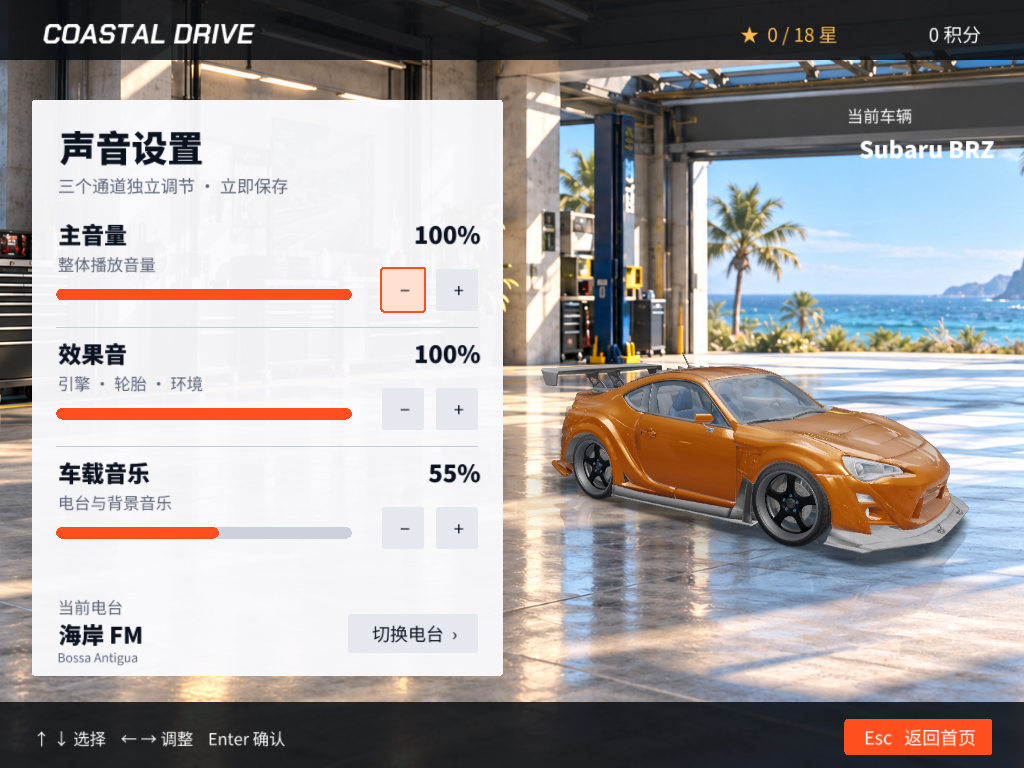 COASTAL DRIVE
★ 0 / 18 星
0 积分
当前车辆
Subaru BRZ
声音设置
三个通道独立调节 · 立即保存
主音量
100%
整体播放音量
− +
效果音
100%
引擎 · 轮胎 · 环境
− +
车载音乐
55%
电台与背景音乐
− +
当前电台
海岸 FM
Bossa Antigua
切换电台 ›
↑ ↓ 选择 ←→ 调整 Enter 确认
Esc 返回首页